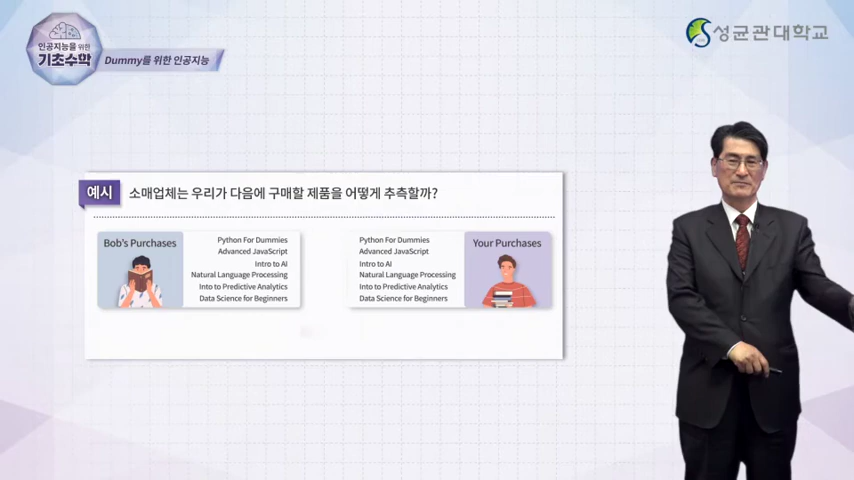 인공지능을 위한
기초수학
Dummy를 위한 인공지능
성균관대학교
예시 소매업체는 우리가 다음에 구매할 제품을 어떻게 추측할까?
Bob's Purchases
Python For Dummies
Advanced JavaScript
Intro to AI
Natural Language Processing
Into to Predictive Analytics
Data Science for Beginners
Python For Dummies
Advanced JavaScript
Intro to AI
Natural Language Processing
Into to Predictive Analytics
Data Science for Beginners
Your Purchases